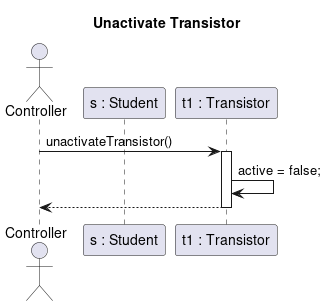 Unactivate Transistor
Controller
s : Student
t1 : Transistor
unactivateTransistor()
active = false;
Controller
s : Student
t1 : Transistor